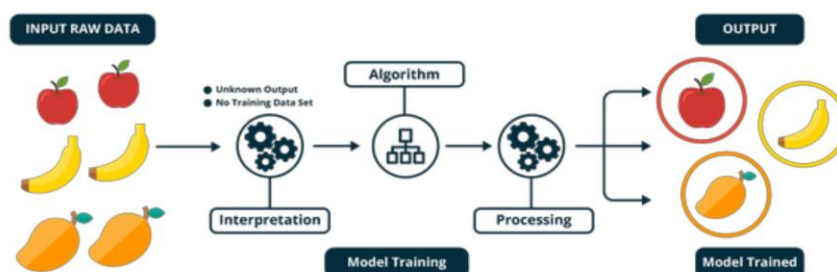 INPUT RAW DATA
OUTPUT
Algorithm
Unknown Output
No Training Data Set
Interpretation
Processing
Model Training
Model Trained